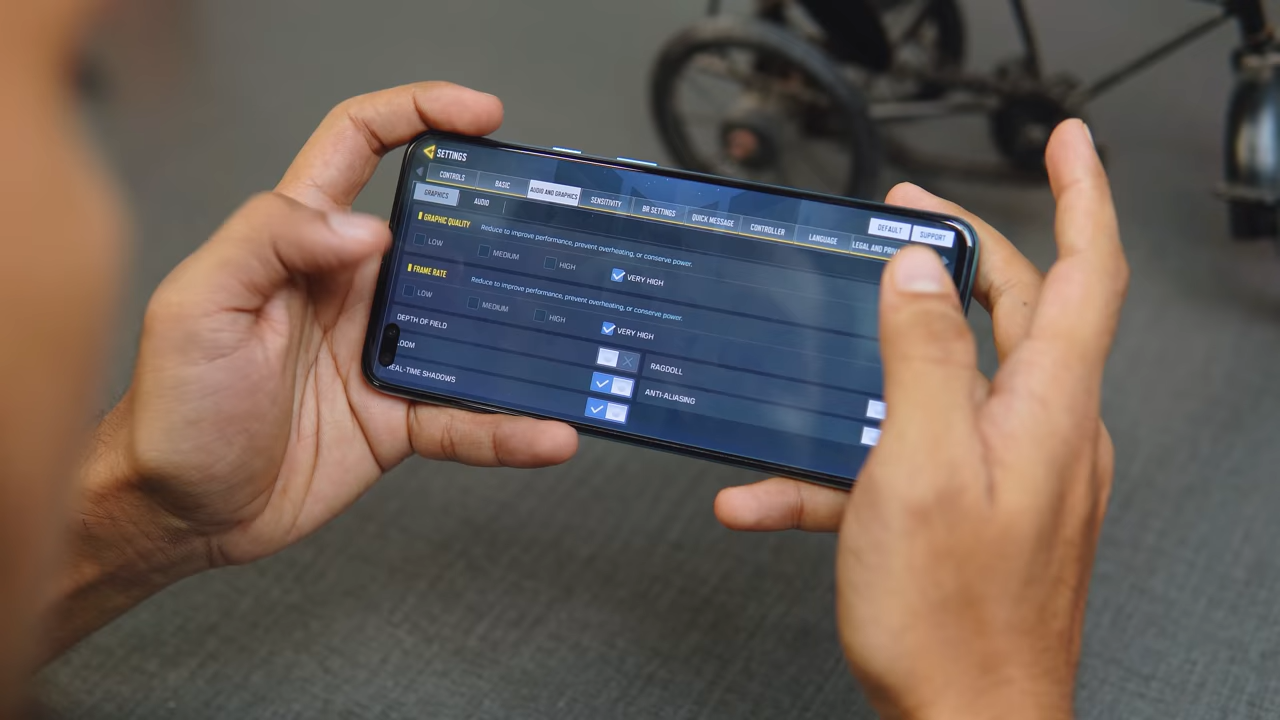 SETTINGS
CONTROLS BASIC AUDIO AND GRAPHICS SENSITIVITY BR SETTINGS QUICK MESSAGE CONTROLLER LANGUAGE LEGAL AND DEFAULT SUPPORT
GRAPHICS AUDIO
GRAPHIC QUALITY Reduce to improve performance, prevent overheating, or conserve power.
LOW MEDIUM HIGH VERY HIGH
FRAME RATE Reduce to improve performance, prevent overheating, or conserve power.
LOW MEDIUM HIGH VERY HIGH
DEPTH OF FIELD RAGDOLL
LOOM ANTI-ALIASING
REAL-TIME SHADOWS